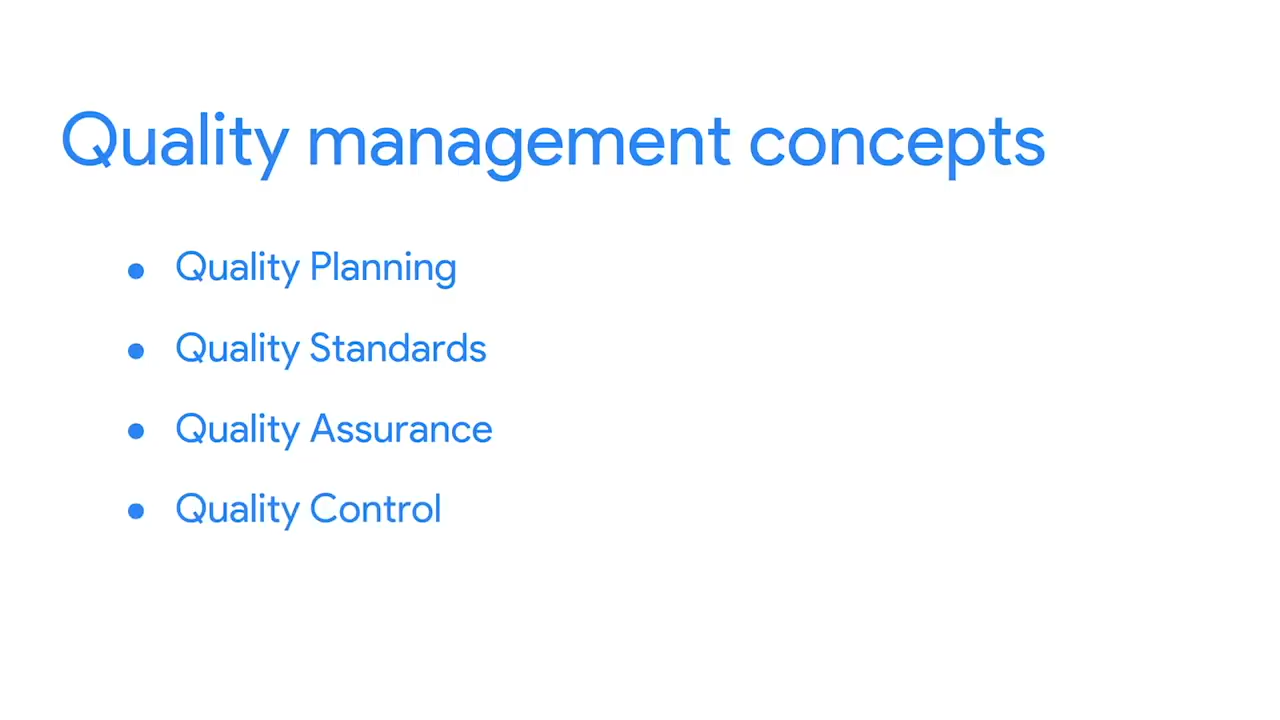 Quality management concepts
● Quality Planning
● Quality Standards
● Quality Assurance
● Quality Control